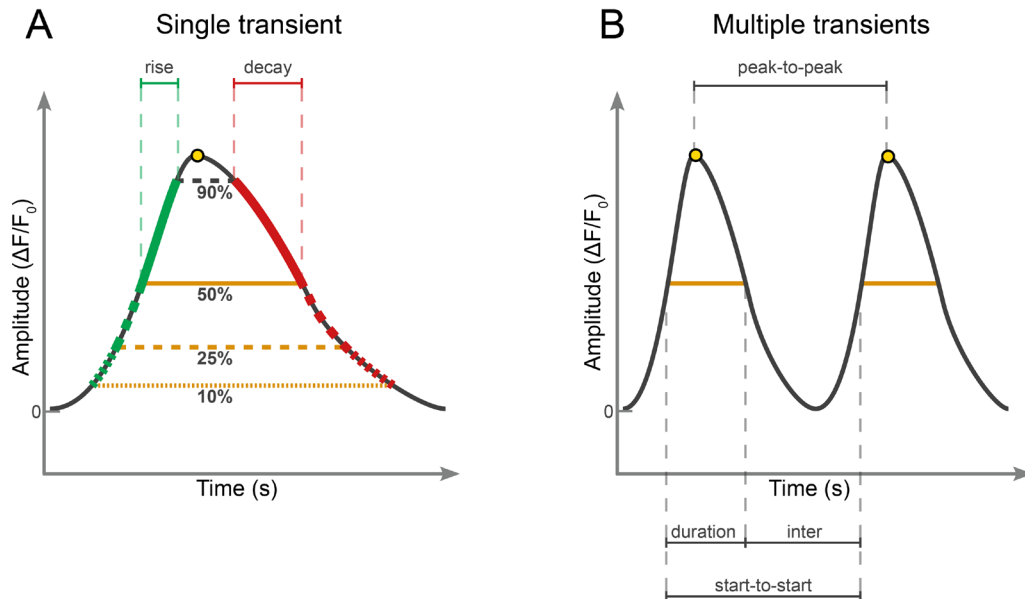 A
Single transient
rise
decay
90%
50%
25%
10%
0
Amplitude (ΔF/F₀)
Time (s)
B
Multiple transients
peak-to-peak
Amplitude (ΔF/F₀)
Time (s)
0
duration
inter
start-to-start